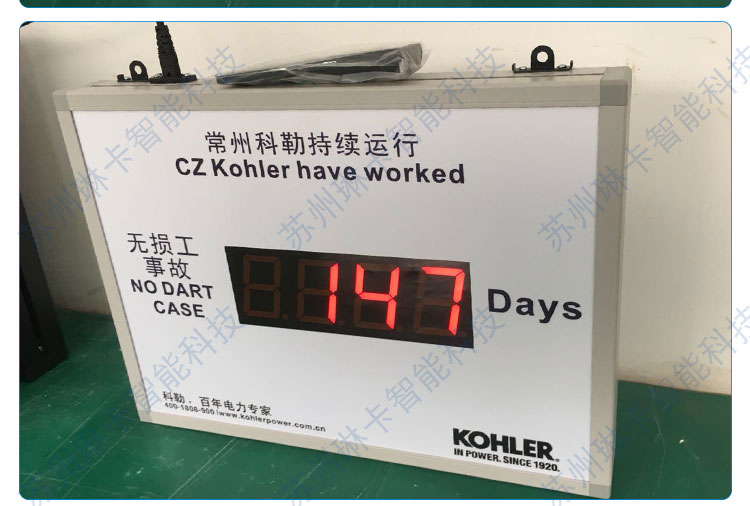 常州科勒持续运行
CZ Kohler have worked
无损工
事故
NO DART
CASE
147
Days
科勒，百年电力专家
400-1808-900 | www.kohlerpower.com.cn
KOHLER
IN POWER. SINCE 1920.
苏州琳卡智能科技